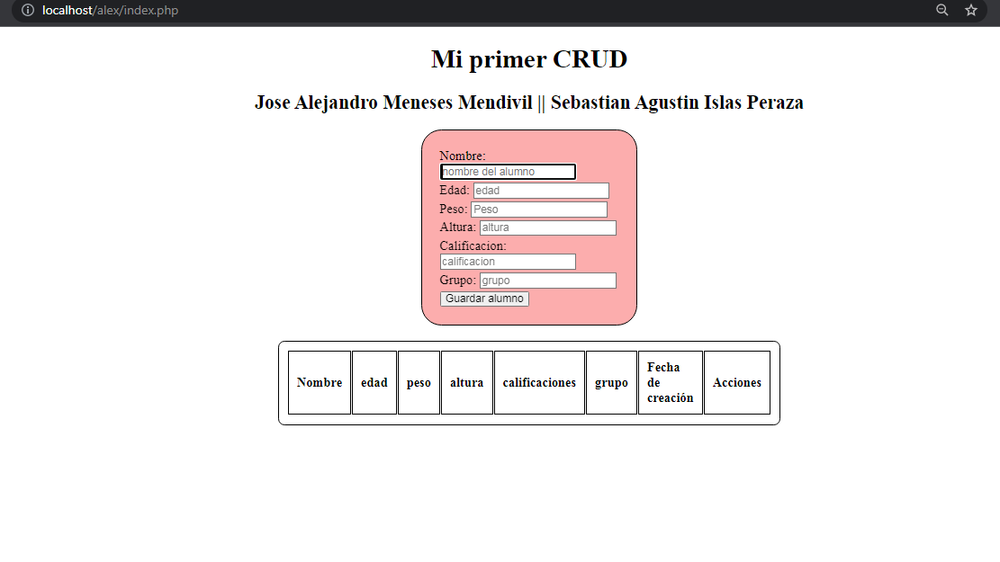 localhost/alex/index.php
Mi primer CRUD
Jose Alejandro Meneses Mendivil || Sebastian Agustin Islas Peraza
Nombre:
nombre del alumno
Edad: edad
Peso: Peso
Altura: altura
Calificacion:
calificacion
Grupo: grupo
Guardar alumno
Nombre edad peso altura calificaciones grupo Fecha de creación Acciones